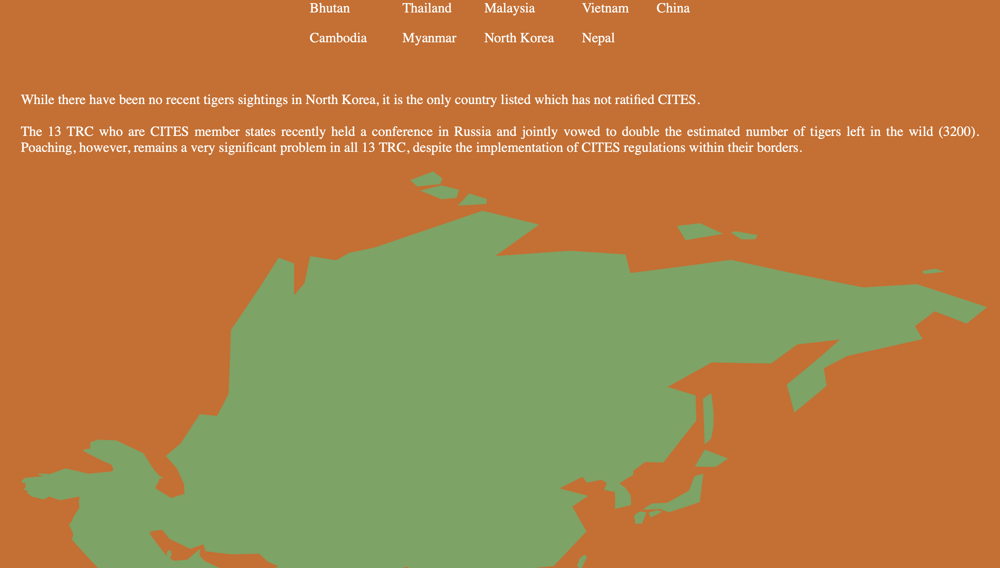 Bhutan Thailand Malaysia Vietnam China
Cambodia Myanmar North Korea Nepal
While there have been no recent tigers sightings in North Korea, it is the only country listed which has not ratified CITES.
The 13 TRC who are CITES member states recently held a conference in Russia and jointly vowed to double the estimated number of tigers left in the wild (3200).
Poaching, however, remains a very significant problem in all 13 TRC, despite the implementation of CITES regulations within their borders.